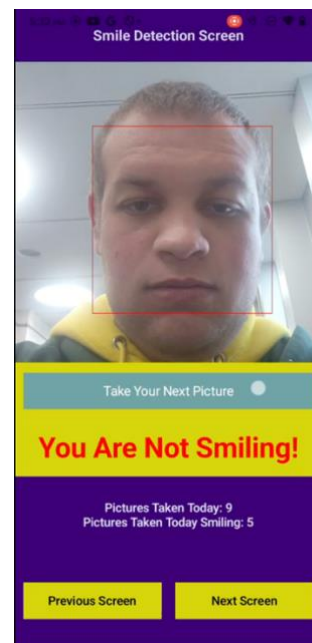 Smile Detection Screen
Take Your Next Picture
You Are Not Smiling!
Pictures Taken Today: 9
Pictures Taken Today Smiling: 5
Previous Screen
Next Screen